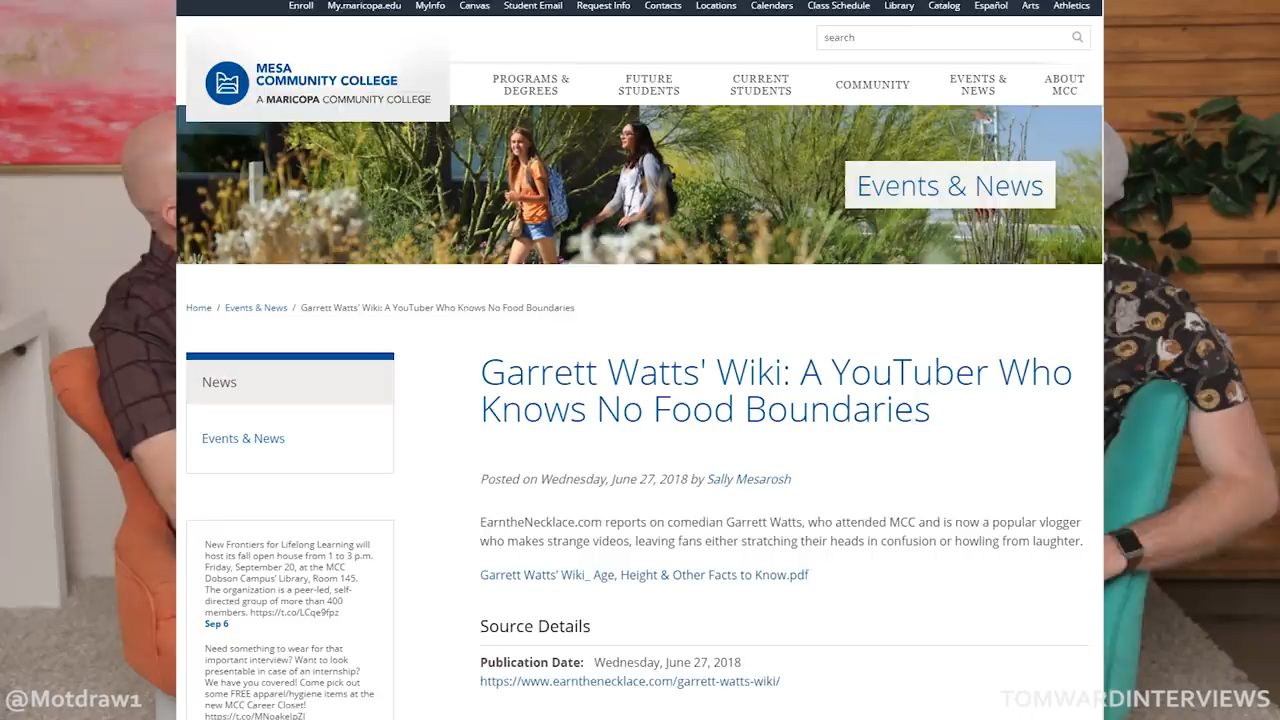 Enroll My.maricopa.edu MyInfo Canvas Student Email Request Info Contacts Locations Calendars Class Schedule Library Catalog Español Arts Athletics
search
MESA
COMMUNITY COLLEGE
A MARICOPA COMMUNITY COLLEGE
PROGRAMS &
DEGREES
FUTURE
STUDENTS
CURRENT
STUDENTS
COMMUNITY
EVENTS &
NEWS
ABOUT
MCC
Events & News
Home / Events & News / Garrett Watts' Wiki: A YouTuber Who Knows No Food Boundaries
News
Events & News
Garrett Watts' Wiki: A YouTuber Who
Knows No Food Boundaries
Posted on Wednesday, June 27, 2018 by Sally Mesarosh
EarntheNecklace.com reports on comedian Garrett Watts, who attended MCC and is now a popular vlogger
who makes strange videos, leaving fans either stratching their heads in confusion or howling from laughter.
Garrett Watts' Wiki_ Age, Height & Other Facts to Know.pdf
Source Details
Publication Date: Wednesday, June 27, 2018
https://www.earnthenecklace.com/garrett-watts-wiki/
New Frontiers for Lifelong Learning will
host its fall open house from 1 to 3 p.m.
Friday, September 20, at the MCC
Dobson Campus' Library, Room 145.
The organization is a peer-led, self-
directed group of more than 400
members. https://t.co/LCqe9fpz
Sep 6
Need something to wear for that
important interview? Want to look
presentable in case of an internship?
We have you covered! Come pick out
some FREE apparel/hygiene items at the
new MCC Career Closet!
@Motdraw1
TOMWARDINTERVIEWS